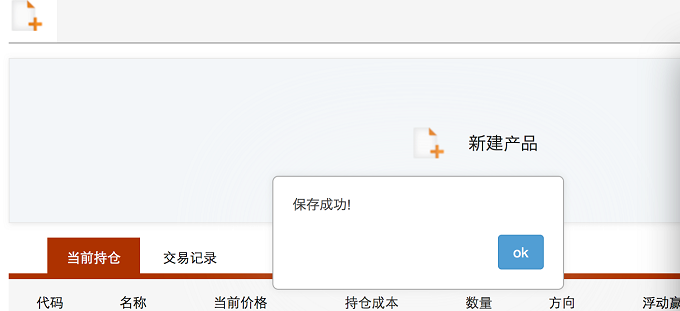 新建产品
保存成功!
ok
当前持仓 交易记录
代码 名称 当前价格 持仓成本 数量 方向 浮动